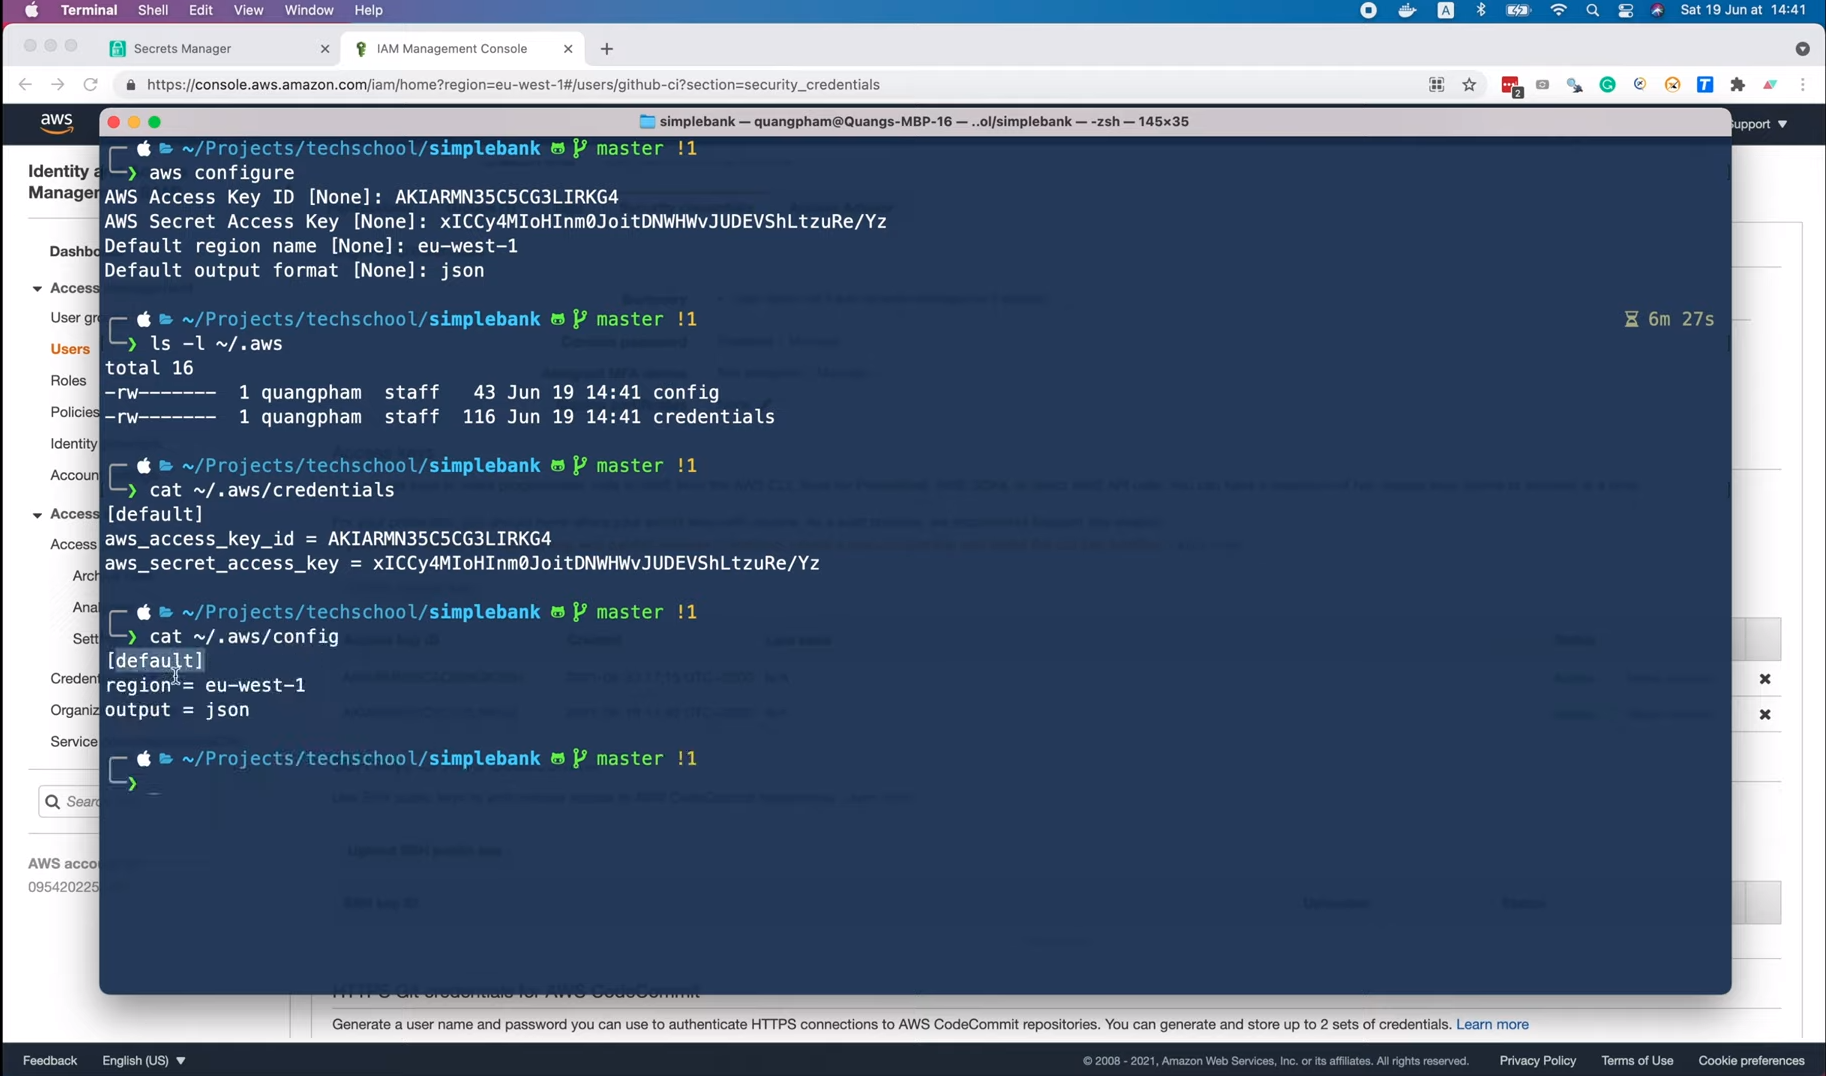 Terminal Shell Edit View Window Help
A
Sat 19 Jun at 14:41
Secrets Manager
IAM Management Console
https://console.aws.amazon.com/iam/home?region=eu-west-1#/users/github-ci?section=security_credentials
2
aws
simplebank — quangpham@Quangs-MBP-16 — ..ol/simplebank — -zsh — 145×35
upport
~/Projects/techschool/simplebank master !1
❯ aws configure
AWS Access Key ID [None]: AKIARMN35C5CG3LIRKG4
AWS Secret Access Key [None]: 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
Default region name [None]: eu-west-1
Default output format [None]: json
~/Projects/techschool/simplebank master !1 6m 27s
❯ ls -l ~/.aws
total 16
-rw------- 1 quangpham staff 43 Jun 19 14:41 config
-rw------- 1 quangpham staff 116 Jun 19 14:41 credentials
~/Projects/techschool/simplebank master !1
❯ cat ~/.aws/credentials
[default]
aws_access_key_id = AKIARMN35C5CG3LIRKG4
aws_secret_access_key = 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
~/Projects/techschool/simplebank master !1
❯ cat ~/.aws/config
[default]
region = eu-west-1
output = json
~/Projects/techschool/simplebank master !1
❯
Identity a
Manageme
Dashbo
Access
User gr
Users
Roles
Policies
Identity
Accoun
Access
Access
Arch
Anal
Sett
Credent
Organiz
Service
Searc
AWS acco
095420225
HTTPS Git credentials for AWS CodeCommit
Generate a user name and password you can use to authenticate HTTPS connections to AWS CodeCommit repositories. You can generate and store up to 2 sets of credentials. Learn more
Feedback English (US) © 2008 - 2021, Amazon Web Services, Inc. or its affiliates. All rights reserved. Privacy Policy Terms of Use Cookie preferences